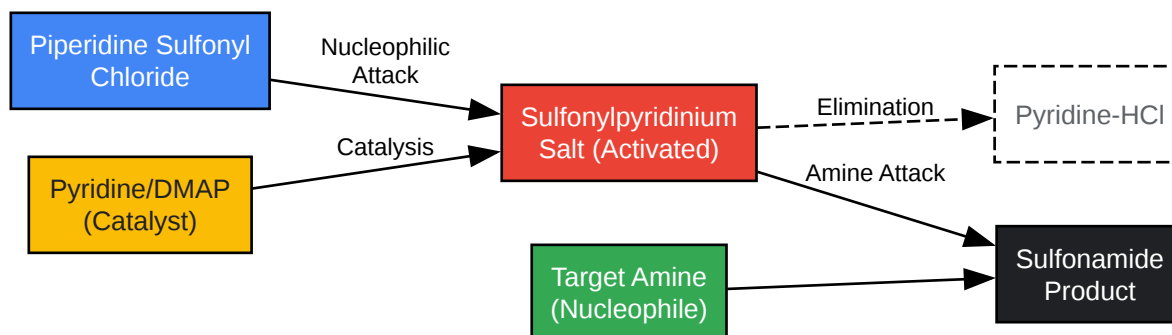 Piperidine Sulfonyl
Chloride
Nucleophilic
Attack
Pyridine/DMAP
(Catalyst)
Catalysis
Sulfonylpyridinium
Salt (Activated)
Elimination
Pyridine-HCl
Amine Attack
Target Amine
(Nucleophile)
Sulfonamide
Product